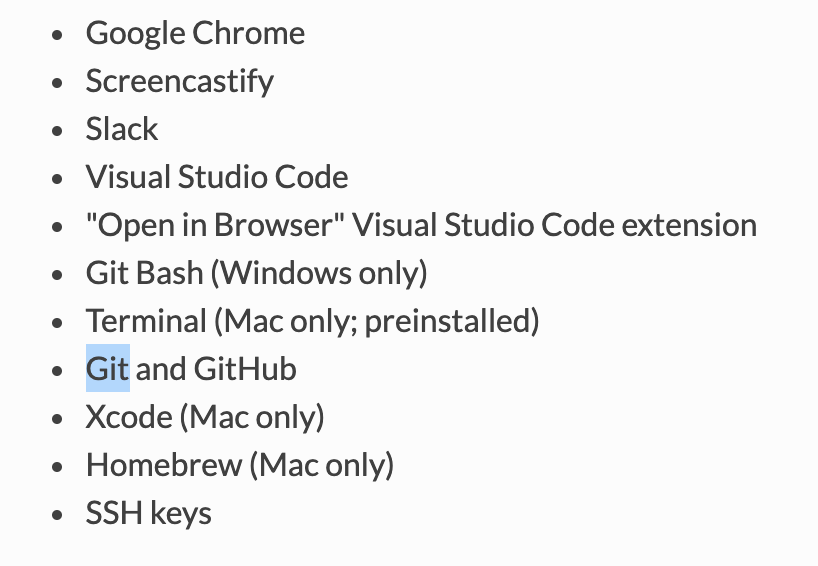 Google Chrome
Screencastify
Slack
Visual Studio Code
"Open in Browser" Visual Studio Code extension
Git Bash (Windows only)
Terminal (Mac only; preinstalled)
Git and GitHub
Xcode (Mac only)
Homebrew (Mac only)
SSH keys